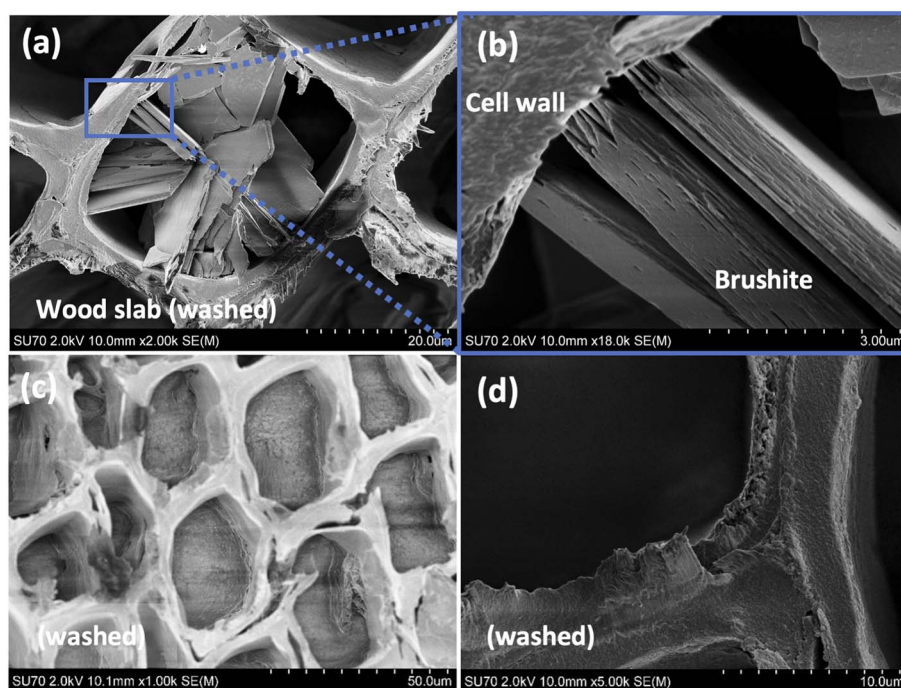 (a)
Wood slab (washed)
SU70 2.0kV 10.0mm x2.00k SE(M)
20.0um
(b)
Cell wall
Brushite
SU70 2.0kV 10.0mm x18.0k SE(M)
3.00um
(c)
(washed)
SU70 2.0kV 10.1mm x1.00k SE(M)
50.0um
(d)
(washed)
SU70 2.0kV 10.0mm x5.00k SE(M)
10.0um